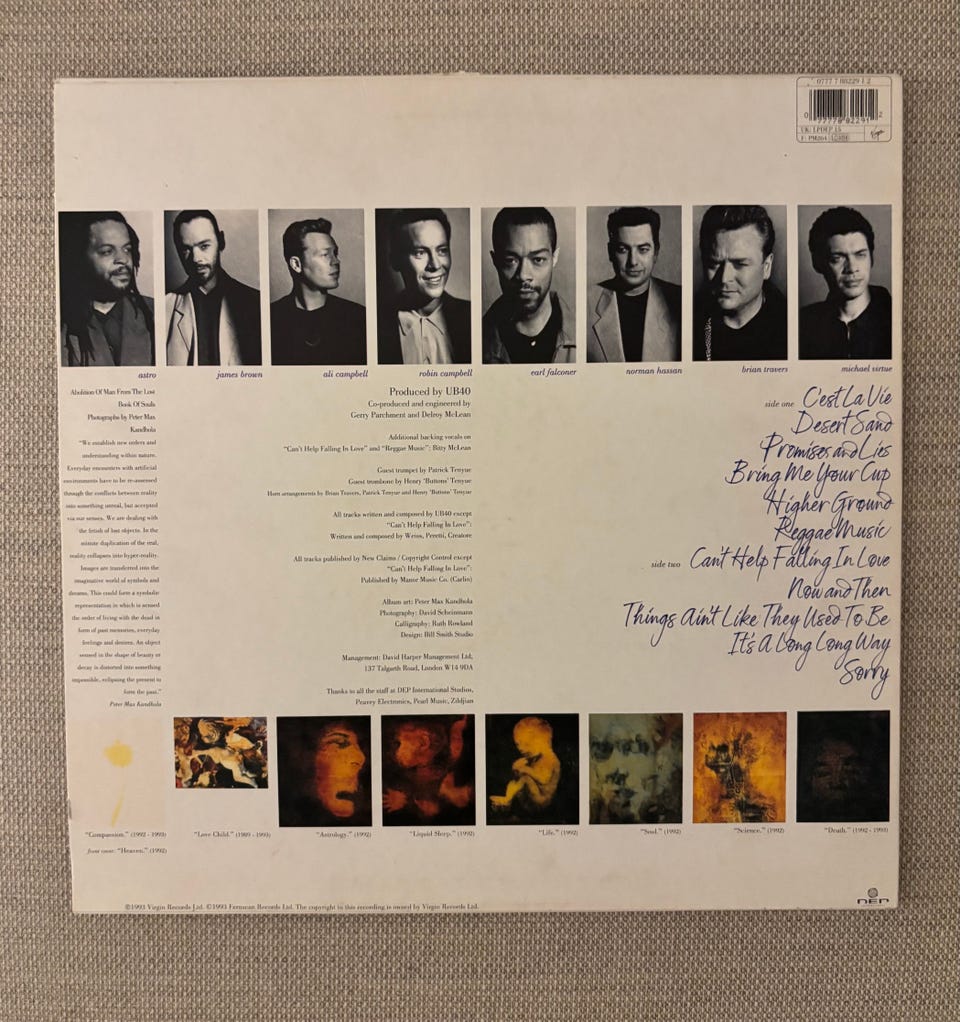 0777 7 88229 1 2
0 77778 82291 2
UK: LPDEP 15
F: PM264
Virgin
astro
james brown
ali campbell
robin campbell
earl falconer
norman hassan
brian travers
michael virtue
Abolition Of Man From The Lost
Book Of Souls
Photographs by Peter Max
Kandhola
"We establish new orders and
understanding within nature.
Everyday encounters with artificial
environments have to be re-assessed
through the conflicts between reality
into something unreal, but accepted
via our senses. We are dealing with
the fetish of lost objects. In the
minute duplication of the real,
reality collapses into hyper-reality.
Images are transferred into the
imaginative world of symbols and
dreams. This could form a symbolic
representation in which is sensed
the order of living with the dead in
form of past memories, everyday
feelings and desires. An object
sensed in the shape of beauty or
decay is distorted into something
impossible, eclipsing the present to
form the past."
Peter Max Kandhola
Produced by UB40
Co-produced and engineered by
Gerry Parchment and Delroy McLean
Additional backing vocals on
"Can't Help Falling In Love" and "Reggae Music": Bitty McLean
Guest trumpet by Patrick Tenyue
Guest trombone by Henry 'Buttons' Tenyue
Horn arrangements by Brian Travers, Patrick Tenyue and Henry 'Buttons' Tenyue
All tracks written and composed by UB40 except
"Can't Help Falling In Love":
Written and composed by Weiss, Peretti, Creatore
All tracks published by New Claims / Copyright Control except
"Can't Help Falling In Love":
Published by Manor Music Co. (Carlin)
Album art: Peter Max Kandhola
Photography: David Scheinmann
Calligraphy: Ruth Rowland
Design: Bill Smith Studio
Management: David Harper Management Ltd,
137 Talgarth Road, London W14 9DA
Thanks to all the staff at DEP International Studios,
Peavey Electronics, Pearl Music, Zildjian
side one C'est La Vie
Desert Sand
Promises and Lies
Bring Me Your Cup
Higher Ground
Reggae Music
side two Can't Help Falling In Love
Now and Then
Things Ain't Like They Used To Be
It's A Long Long Way
Sorry
"Compassion." (1992 - 1993)
"Love Child." (1989 - 1993)
"Astrology." (1992)
"Liquid Sleep." (1992)
"Life." (1992)
"Soul." (1992)
"Science." (1992)
"Death." (1992 - 1993)
front cover: "Heaven." (1992)
℗1993 Virgin Records Ltd. ©1993 Fernscan Records Ltd. The copyright in this recording is owned by Virgin Records Ltd.
DEP